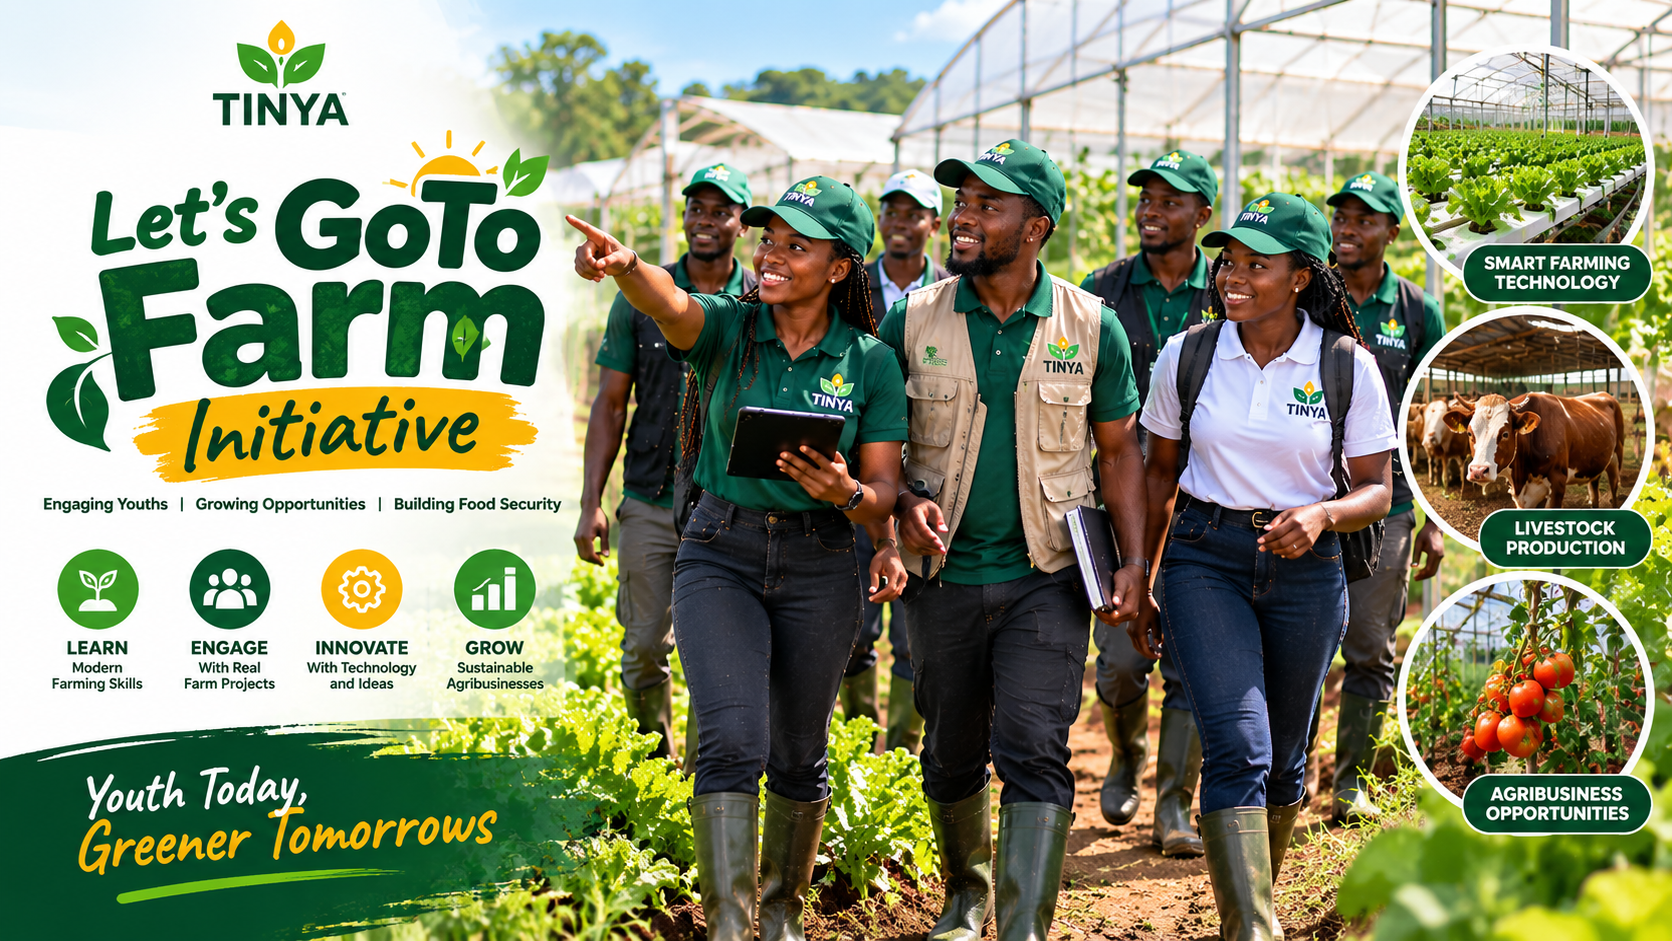 TINYA
Let's GoTo
Farm
Initiative
Engaging Youths | Growing Opportunities | Building Food Security
LEARN
Modern
Farming Skills
ENGAGE
With Real
Farm Projects
INNOVATE
With Technology
and Ideas
GROW
Sustainable
Agribusinesses
Youth Today,
Greener Tomorrows
TINYA
TINYA
TINYA
TINYA
TINYA
TINYA
TINYA
SMART FARMING
TECHNOLOGY
LIVESTOCK
PRODUCTION
AGRIBUSINESS
OPPORTUNITIES